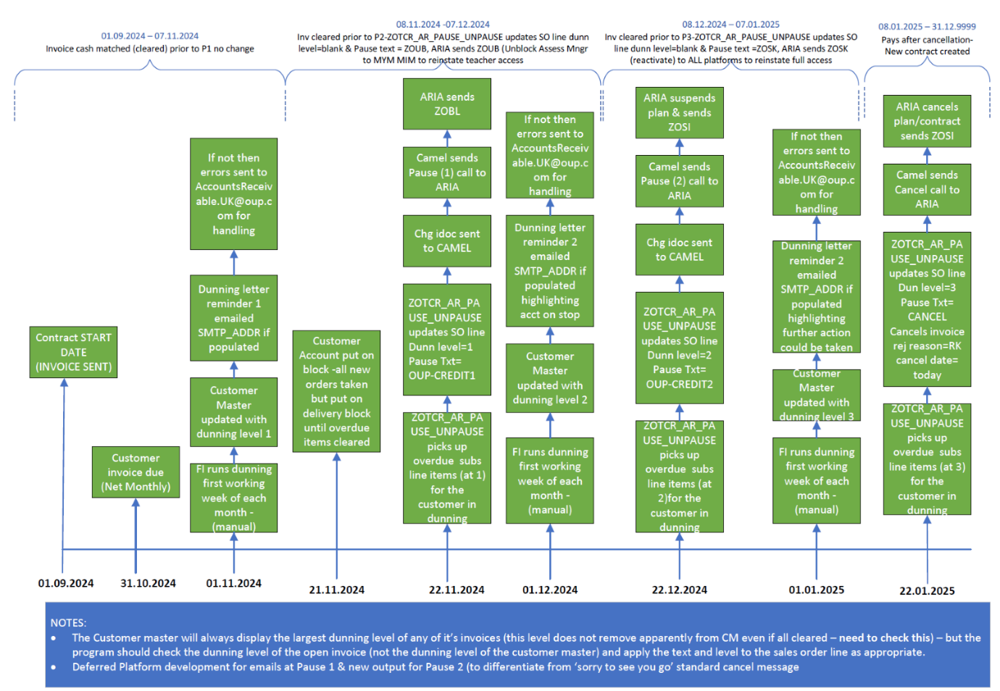 01.09.2024 – 07.11.2024
Invoice cash matched (cleared) prior to P1 no change
08.11.2024 -07.12.2024
Inv cleared prior to P2-ZOTCR_AR_PAUSE_UNPAUSE updates SO line dunn
level=blank & Pause text = ZOUB, ARIA sends ZOUB (Unblock Assess Mngr
to MYM MIM to reinstate teacher access
08.12.2024 – 07.01.2025
Inv cleared prior to P3-ZOTCR_AR_PAUSE_UNPAUSE updates SO
line dunn level=blank & Pause text =ZOSK, ARIA sends ZOSK
(reactivate) to ALL platforms to reinstate full access
08.01.2025 – 31.12.9999
Pays after cancellation-
New contract created
Contract START
DATE
(INVOICE SENT)
Customer
invoice due
(Net Monthly)
If not then
errors sent to
AccountsReceiv
able.UK@oup.c
om for
handling
Dunning letter
reminder 1
emailed
SMTP_ADDR if
populated
Customer
Master
updated with
dunning level 1
FI runs dunning
first working
week of each
month -
(manual)
Customer
Account put on
block -all new
orders taken
but put on
delivery block
until overdue
items cleared
ARIA sends
ZOBL
Camel sends
Pause (1) call to
ARIA
Chg idoc sent
to CAMEL
ZOTCR_AR_PA
USE_UNPAUSE
updates SO line
Dunn level=1
Pause Txt=
OUP-CREDIT1
ZOTCR_AR_PA
USE_UNPAUSE
picks up
overdue subs
line items (at 1)
for the
customer in
dunning
If not then
errors sent to
AccountsReceiv
able.UK@oup.c
om for
handling
Dunning letter
reminder 2
emailed
SMTP_ADDR if
populated
highlighting
acct on stop
Customer
Master
updated with
dunning level 2
FI runs dunning
first working
week of each
month -
(manual)
ARIA suspends
plan & sends
ZOSI
Camel sends
Pause (2) call to
ARIA
Chg idoc sent
to CAMEL
ZOTCR_AR_PA
USE_UNPAUSE
updates SO line
Dunn level=2
Pause Txt=
OUP-CREDIT2
ZOTCR_AR_PA
USE_UNPAUSE
picks up
overdue subs
line items (at
2)for the
customer in
dunning
If not then
errors sent to
AccountsReceiv
able.UK@oup.c
om for
handling
Dunning letter
reminder 2
emailed
SMTP_ADDR if
populated
highlighting
further action
could be taken
Customer
Master
updated with
dunning level 3
FI runs dunning
first working
week of each
month -
(manual)
ARIA cancels
plan/contract
sends ZOSI
Camel sends
Cancel call to
ARIA
ZOTCR_AR_PA
USE_UNPAUSE
updates SO line
Dun level=3
Pause Txt=
CANCEL
Cancels invoice
rej reason=RK
cancel date=
today
ZOTCR_AR_PA
USE_UNPAUSE
picks up
overdue subs
line items (at 3)
for the
customer in
dunning
01.09.2024
31.10.2024
01.11.2024
21.11.2024
22.11.2024
01.12.2024
22.12.2024
01.01.2025
22.01.2025
NOTES:
• The Customer master will always display the largest dunning level of any of it's invoices (this level does not remove apparently from CM even if all cleared – need to check this) – but the
program should check the dunning level of the open invoice (not the dunning level of the customer master) and apply the text and level to the sales order line as appropriate.
• Deferred Platform development for emails at Pause 1 & new output for Pause 2 (to differentiate from 'sorry to see you go' standard cancel message